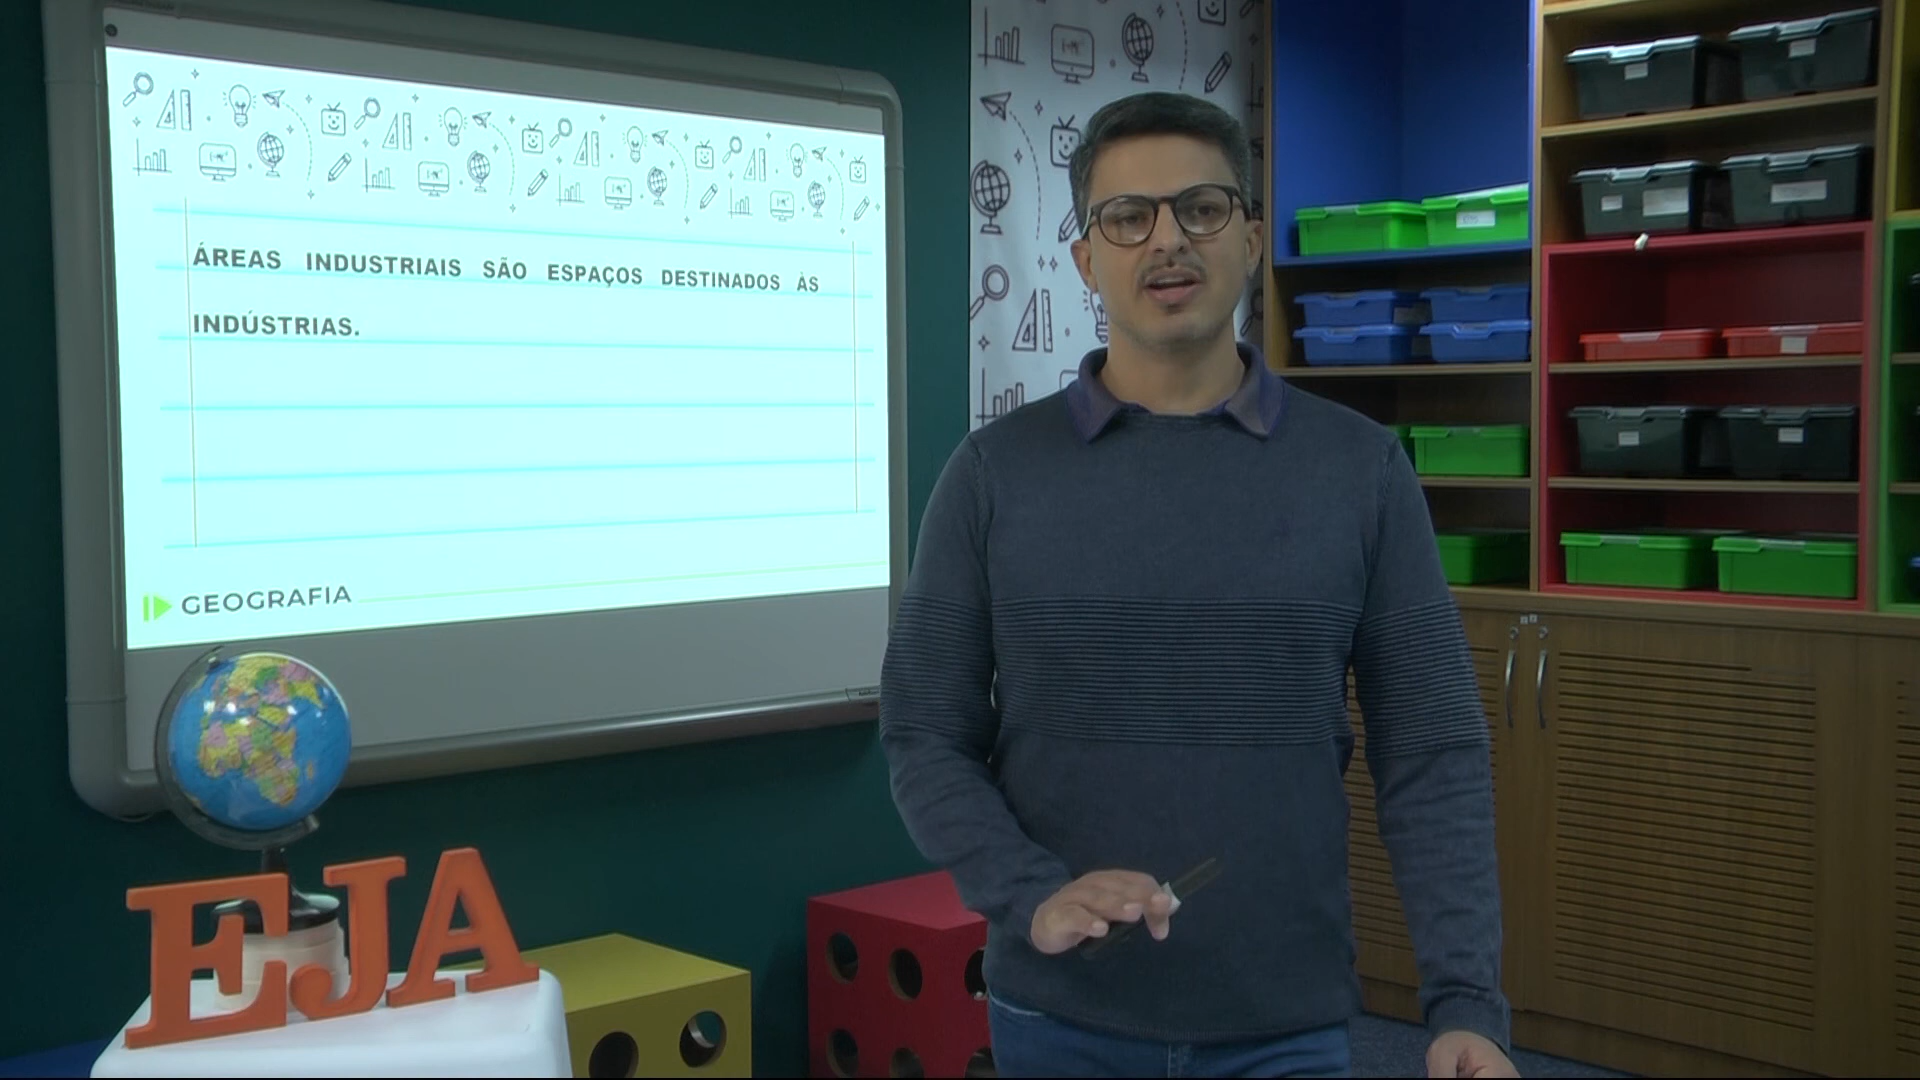 ÁREAS INDUSTRIAIS SÃO ESPAÇOS DESTINADOS ÀS
INDÚSTRIAS.
GEOGRAFIA
EJA